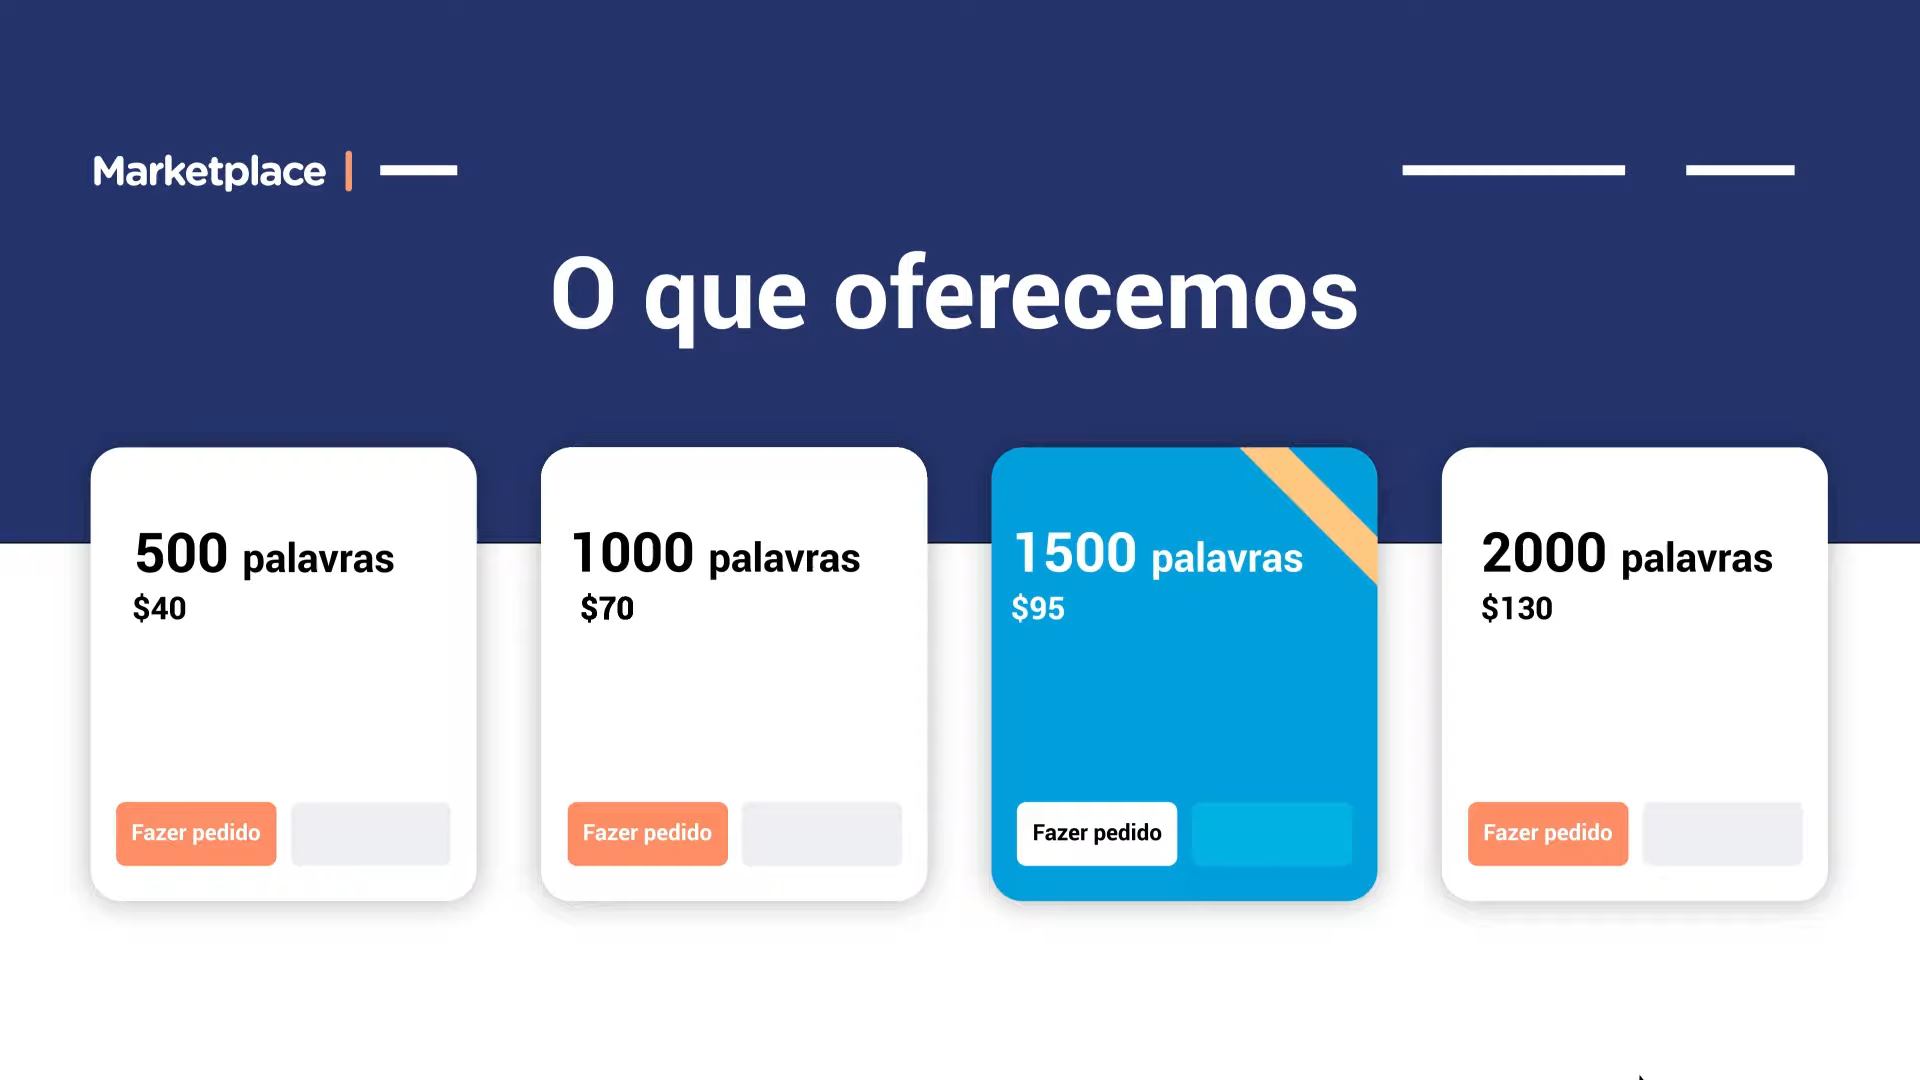 Marketplace
O que oferecemos
500 palavras
$40
Fazer pedido
1000 palavras
$70
Fazer pedido
1500 palavras
$95
Fazer pedido
2000 palavras
$130
Fazer pedido